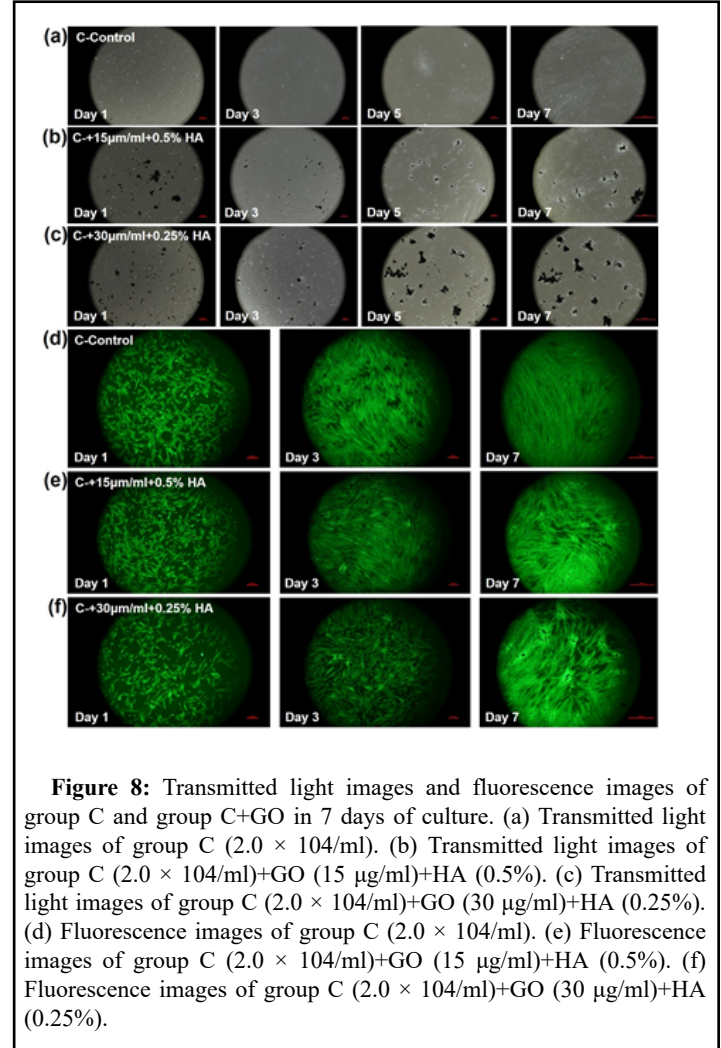 (a) C-Control
Day 1 Day 3 Day 5 Day 7
(b) C-+15μm/ml+0.5% HA
Day 1 Day 3 Day 5 Day 7
(c) C-+30μm/ml+0.25% HA
Day 1 Day 3 Day 5 Day 7
(d) C-Control
Day 1 Day 3 Day 7
(e) C-+15μm/ml+0.5% HA
Day 1 Day 3 Day 7
(f) C-+30μm/ml+0.25% HA
Day 1 Day 3 Day 7
Figure 8: Transmitted light images and fluorescence images of
group C and group C+GO in 7 days of culture. (a) Transmitted light
images of group C (2.0 × 104/ml). (b) Transmitted light images of
group C (2.0 × 104/ml)+GO (15 μg/ml)+HA (0.5%). (c) Transmitted
light images of group C (2.0 × 104/ml)+GO (30 μg/ml)+HA (0.25%).
(d) Fluorescence images of group C (2.0 × 104/ml). (e) Fluorescence
images of group C (2.0 × 104/ml)+GO (15 μg/ml)+HA (0.5%). (f)
Fluorescence images of group C (2.0 × 104/ml)+GO (30 μg/ml)+HA
(0.25%).